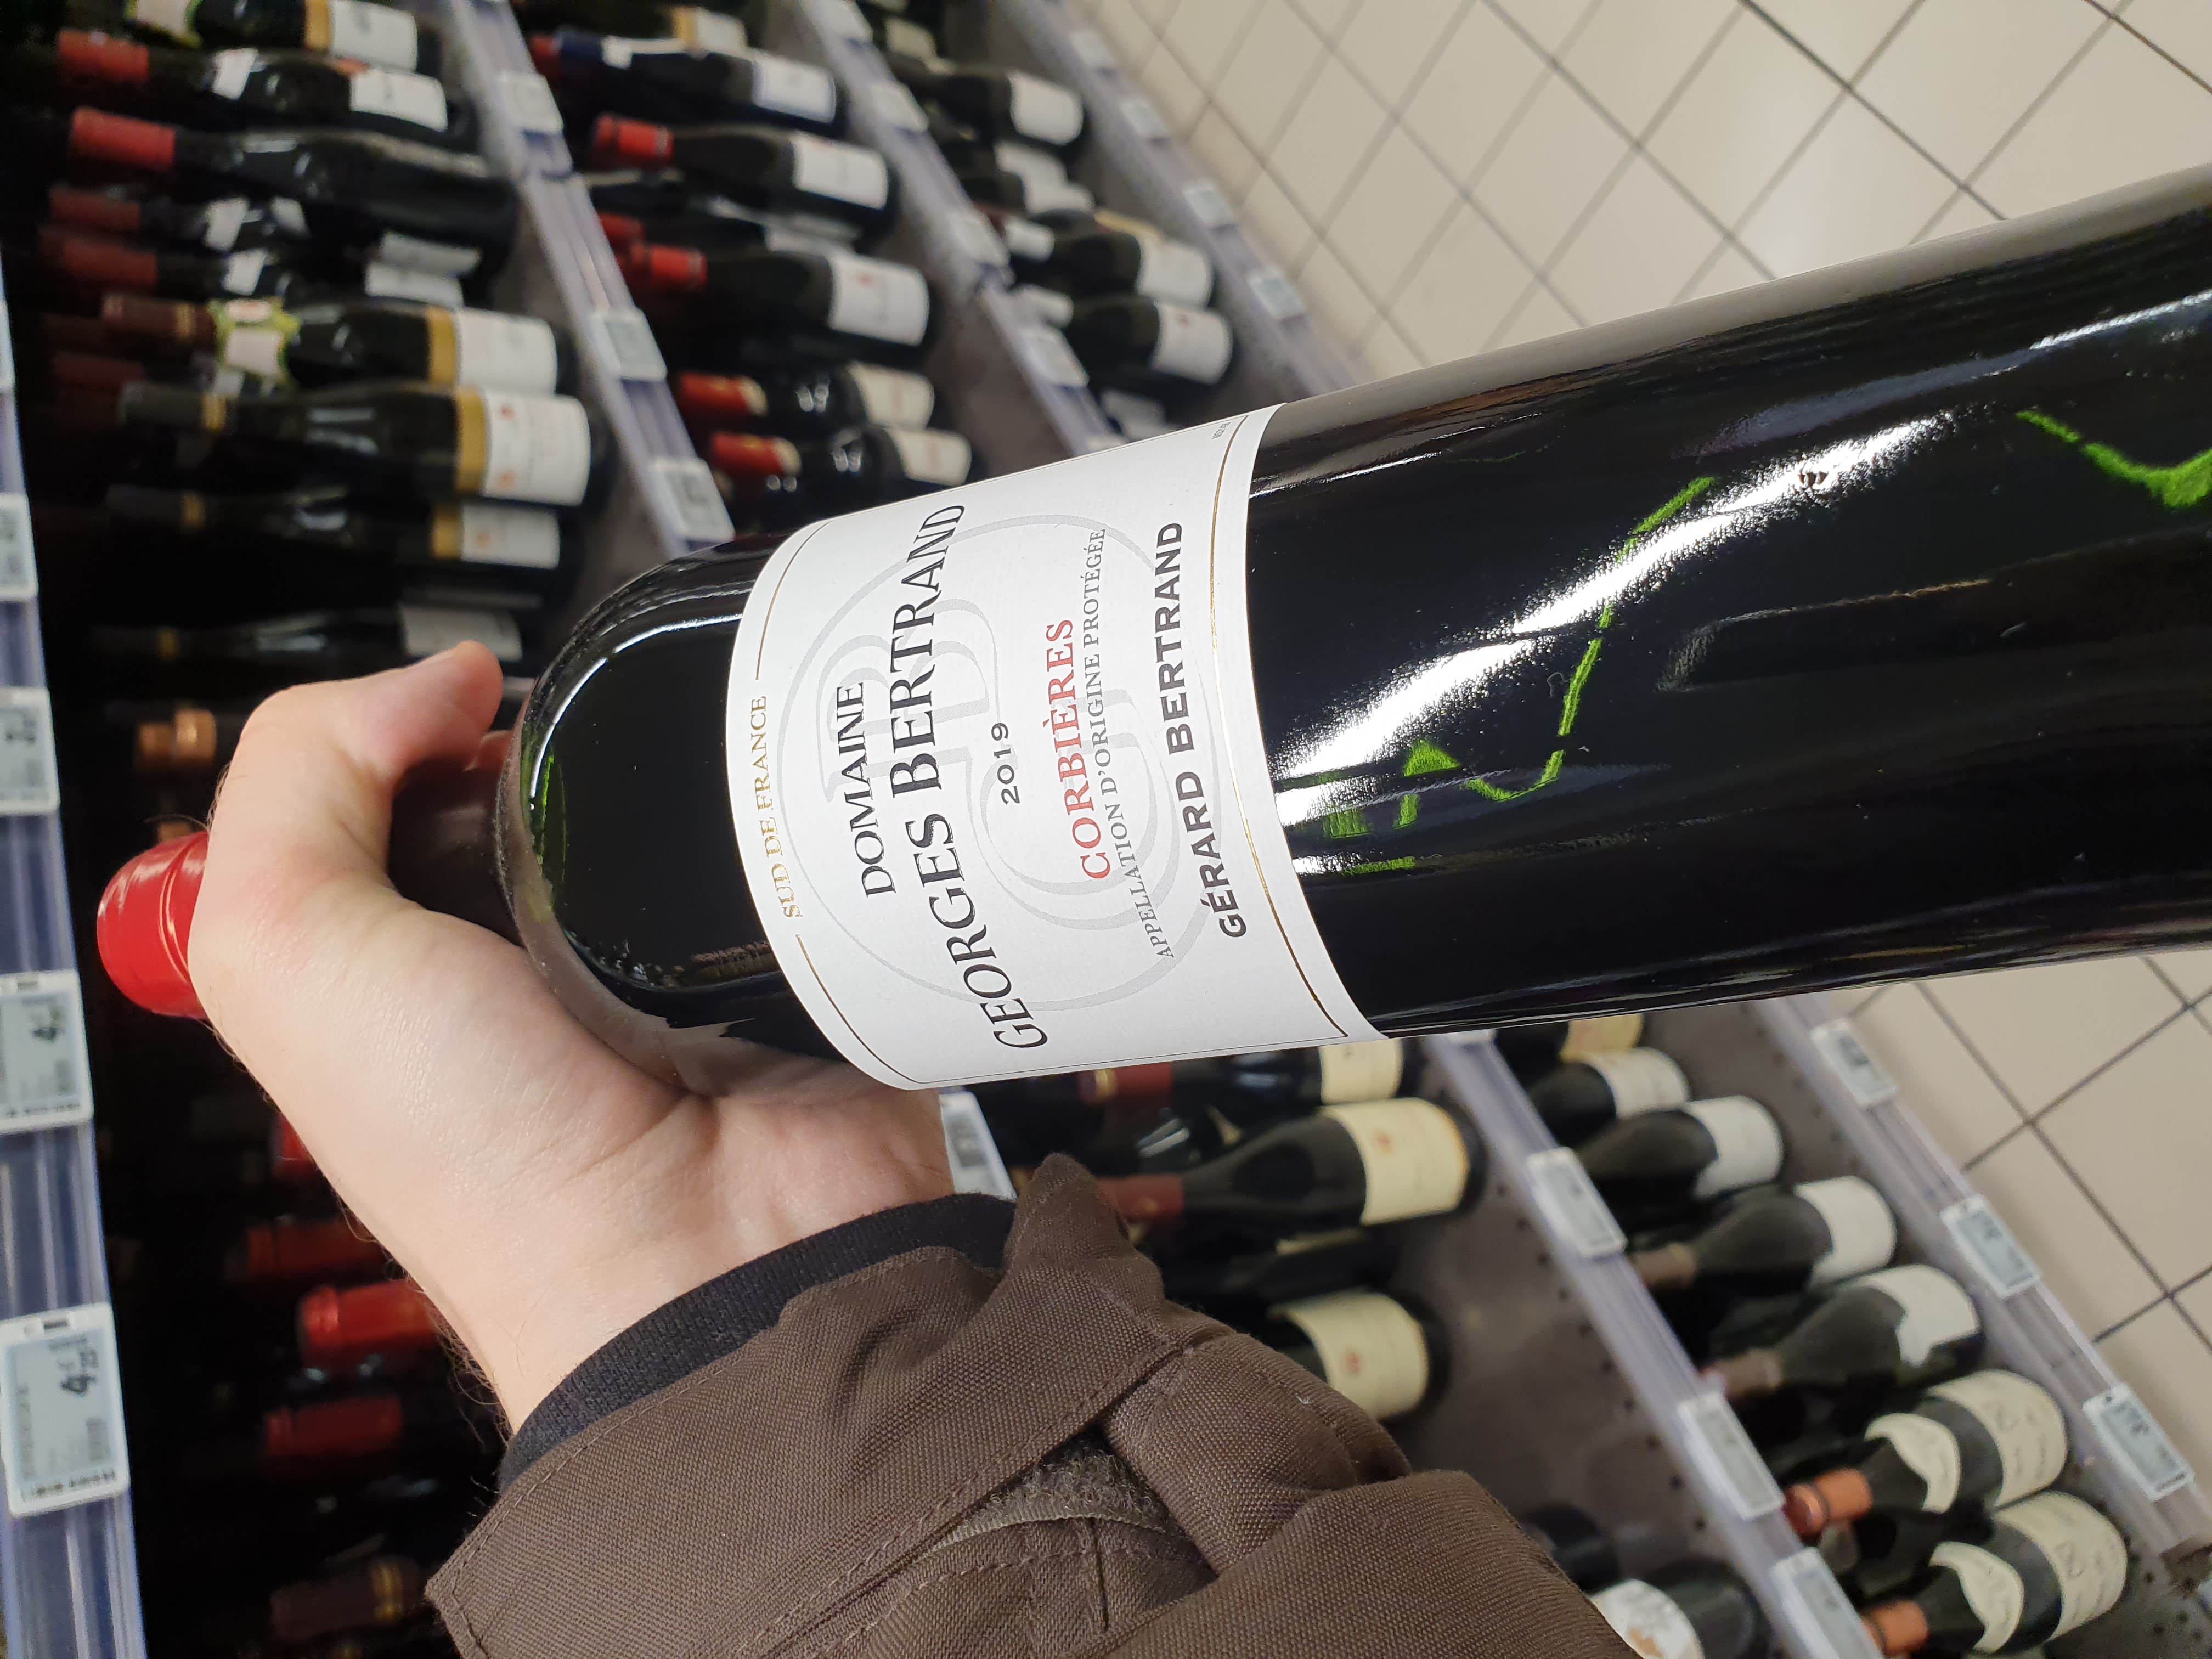 SUD DE FRANCE
DOMAINE
GEORGES BERTRAND
2019
CORBIÈRES
APPELLATION D'ORIGINE PROTÉGÉE
GÉRARD BERTRAND